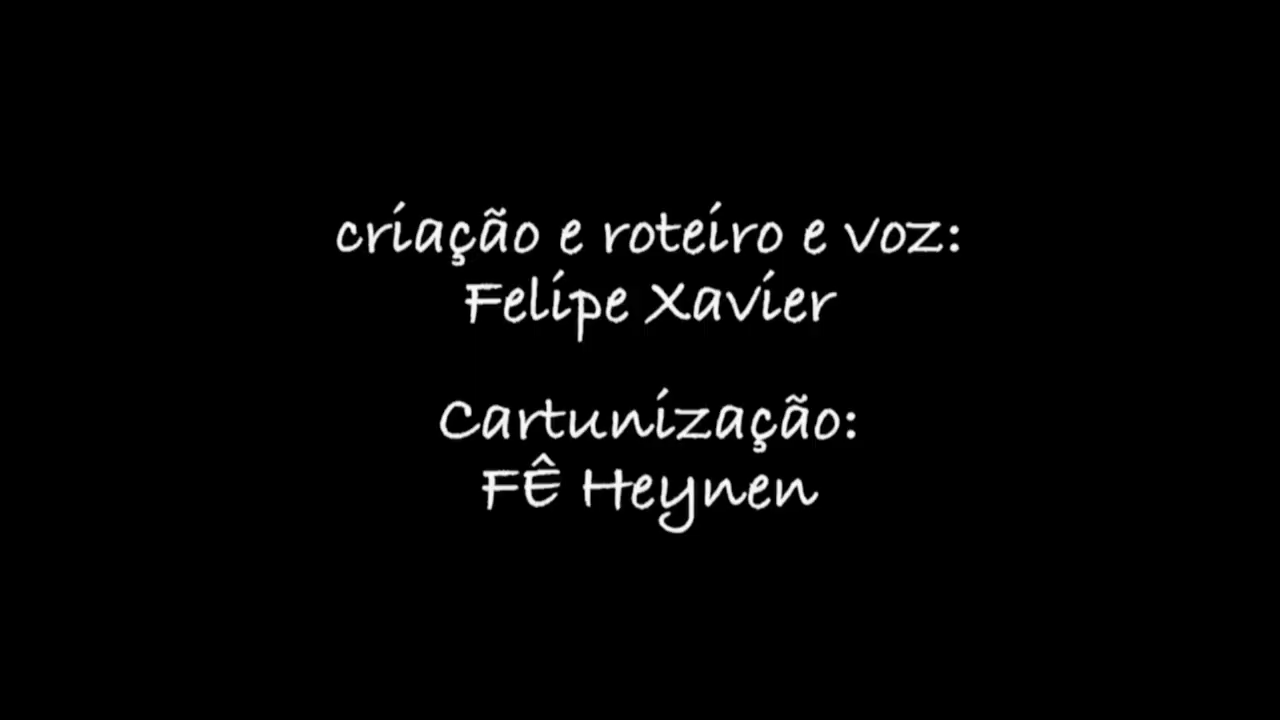 criação e roteiro e voz:
Felipe Xavier
Cartunização:
FÊ Heynen